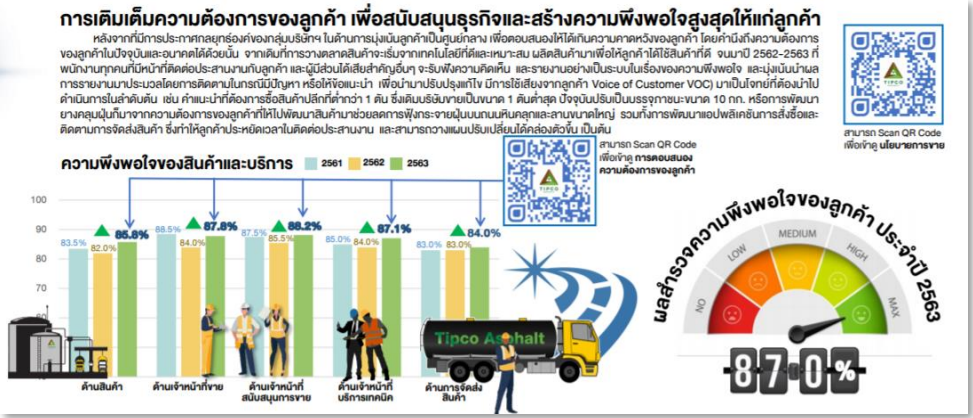 การเติมเต็มความต้องการของลูกค้า เพื่อสนับสนุนธุรกิจและสร้างความพึงพอใจสูงสุดให้แก่ลูกค้า
หลังจากที่มีการประกาศกลยุทธ์องค์ของกลุ่มบริษัทฯ ในด้านการมุ่งเน้นลูกค้าเป็นศูนย์กลาง เพื่อตอบสนองให้ได้เกินความคาดหวังของลูกค้า โดยคำนึงถึงความต้องการ
ของลูกค้าในปัจจุบันและอนาคตได้ด้วยนั้น จากเดิมที่การวางตลาดสินค้าจะเริ่มจากเทคโนโลยีที่ดีและเหมาะสม ผลิตสินค้ามาเพื่อให้ลูกค้าได้ใช้สินค้าที่ดี จนมาปี 2562-2563 ที่
พนักงานทุกคนที่มีหน้าที่ติดต่อประสานงานกับลูกค้า และผู้มีส่วนได้เสียสำคัญอื่นๆ จะรับฟังความคิดเห็น และรายงานอย่างเป็นระบบในเรื่องของความพึงพอใจ และมุ่งเน้นนำผล
การรายงานมาประมวลโดยการติดตามในกรณีมีปัญหา หรือให้ข้อแนะนำ เพื่อนำมาปรับปรุงแก้ไข มีการใช้เสียงจากลูกค้า Voice of Customer VOC) มาเป็นโจทย์ที่ต้องนำไป
ดำเนินการในลำดับต้น เช่น คำแนะนำที่ต้องการซื้อสินค้าปลีกที่ต่ำกว่า 1 ตัน ซึ่งเดิมบริษัทขายเป็นขนาด 1 ตันต่ำสุด ปัจจุบันปรับเป็นบรรจุภาชนะขนาด 10 กก. หรือการพัฒนา
ยางคลุมฝุ่นก็มาจากความต้องการของลูกค้าที่ให้ไปพัฒนาสินค้ามาช่วยลดการฟุ้งกระจายฝุ่นบนถนนหินคลุกและลานขนาดใหญ่ รวมทั้งการพัฒนาแอปพลิเคชันการสั่งซื้อและ
ติดตามการจัดส่งสินค้า ซึ่งทำให้ลูกค้าประหยัดเวลาในติดต่อประสานงาน และสามารถวางแผนปรับเปลี่ยนได้คล่องตัวขึ้น เป็นต้น
TIPCO
สามารถ Scan QR Code
เพื่อเข้าดู นโยบายการขาย
ความพึงพอใจของสินค้าและบริการ 2561 2562 2563
TIPCO
สามารถ Scan QR Code
เพื่อเข้าดู การตอบสนอง
ความต้องการของลูกค้า
100
90
80
70
83.5% 82.0% 85.8%
88.5% 84.0% 87.8%
87.5% 85.5% 88.2%
85.0% 84.0% 87.1%
83.0% 83.0% 84.0%
ด้านสินค้า
ด้านเจ้าหน้าที่ขาย
ด้านเจ้าหน้าที่
สนับสนุนการขาย
ด้านเจ้าหน้าที่
บริการเทคนิค
ด้านการจัดส่ง
สินค้า
Tipco Asphalt
ผลสำรวจความพึงพอใจของลูกค้า ประจำปี 2563
NO
LOW
MEDIUM
HIGH
MAX
87.0%